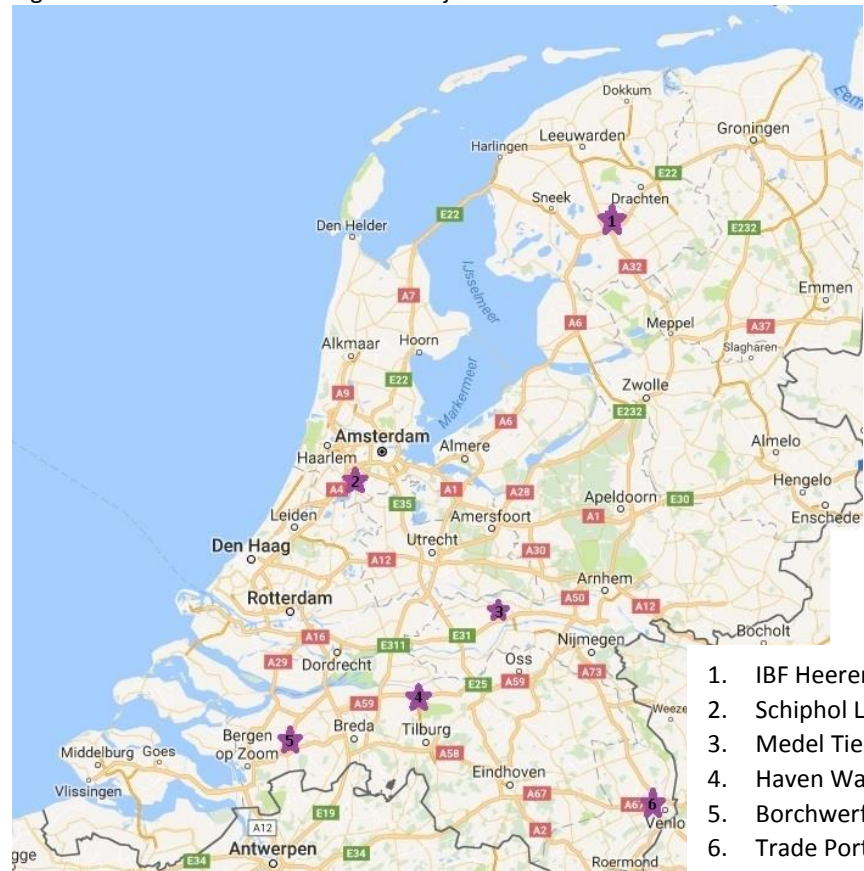 Dokkum
Leeuwarden
Groningen
Harlingen
E22
Sneek
Drachten
1
E22
E232
Den Helder
A32
IJsselmeer
A7
Emmen
A6
Meppel
A37
Slagharen
Alkmaar
Hoorn
E22
Markermeer
Zwolle
A9
E232
A6
Amsterdam
Almere
Almelo
Haarlem
2
A4
A1
A28
Hengelo
E35
Apeldoorn
E30
Leiden
Amersfoort
A1
Enschede
Den Haag
Utrecht
A12
A30
Arnhem
Rotterdam
3
A50
A12
A16
E311
E31
Nijmegen
Bocholt
Dordrecht
A29
Oss
A73
E25
A59
4
A59
Weeze
Bergen
op Zoom
5
Breda
Tilburg
A58
Middelburg
Goes
Vlissingen
Eindhoven
A67
A67
6
Venlo
E19
A12
A2
Antwerpen
E34
E34
Roermond
1. IBF Heeren
2. Schiphol L
3. Medel Tie
4. Haven Wa
5. Borchwerf
6. Trade Port